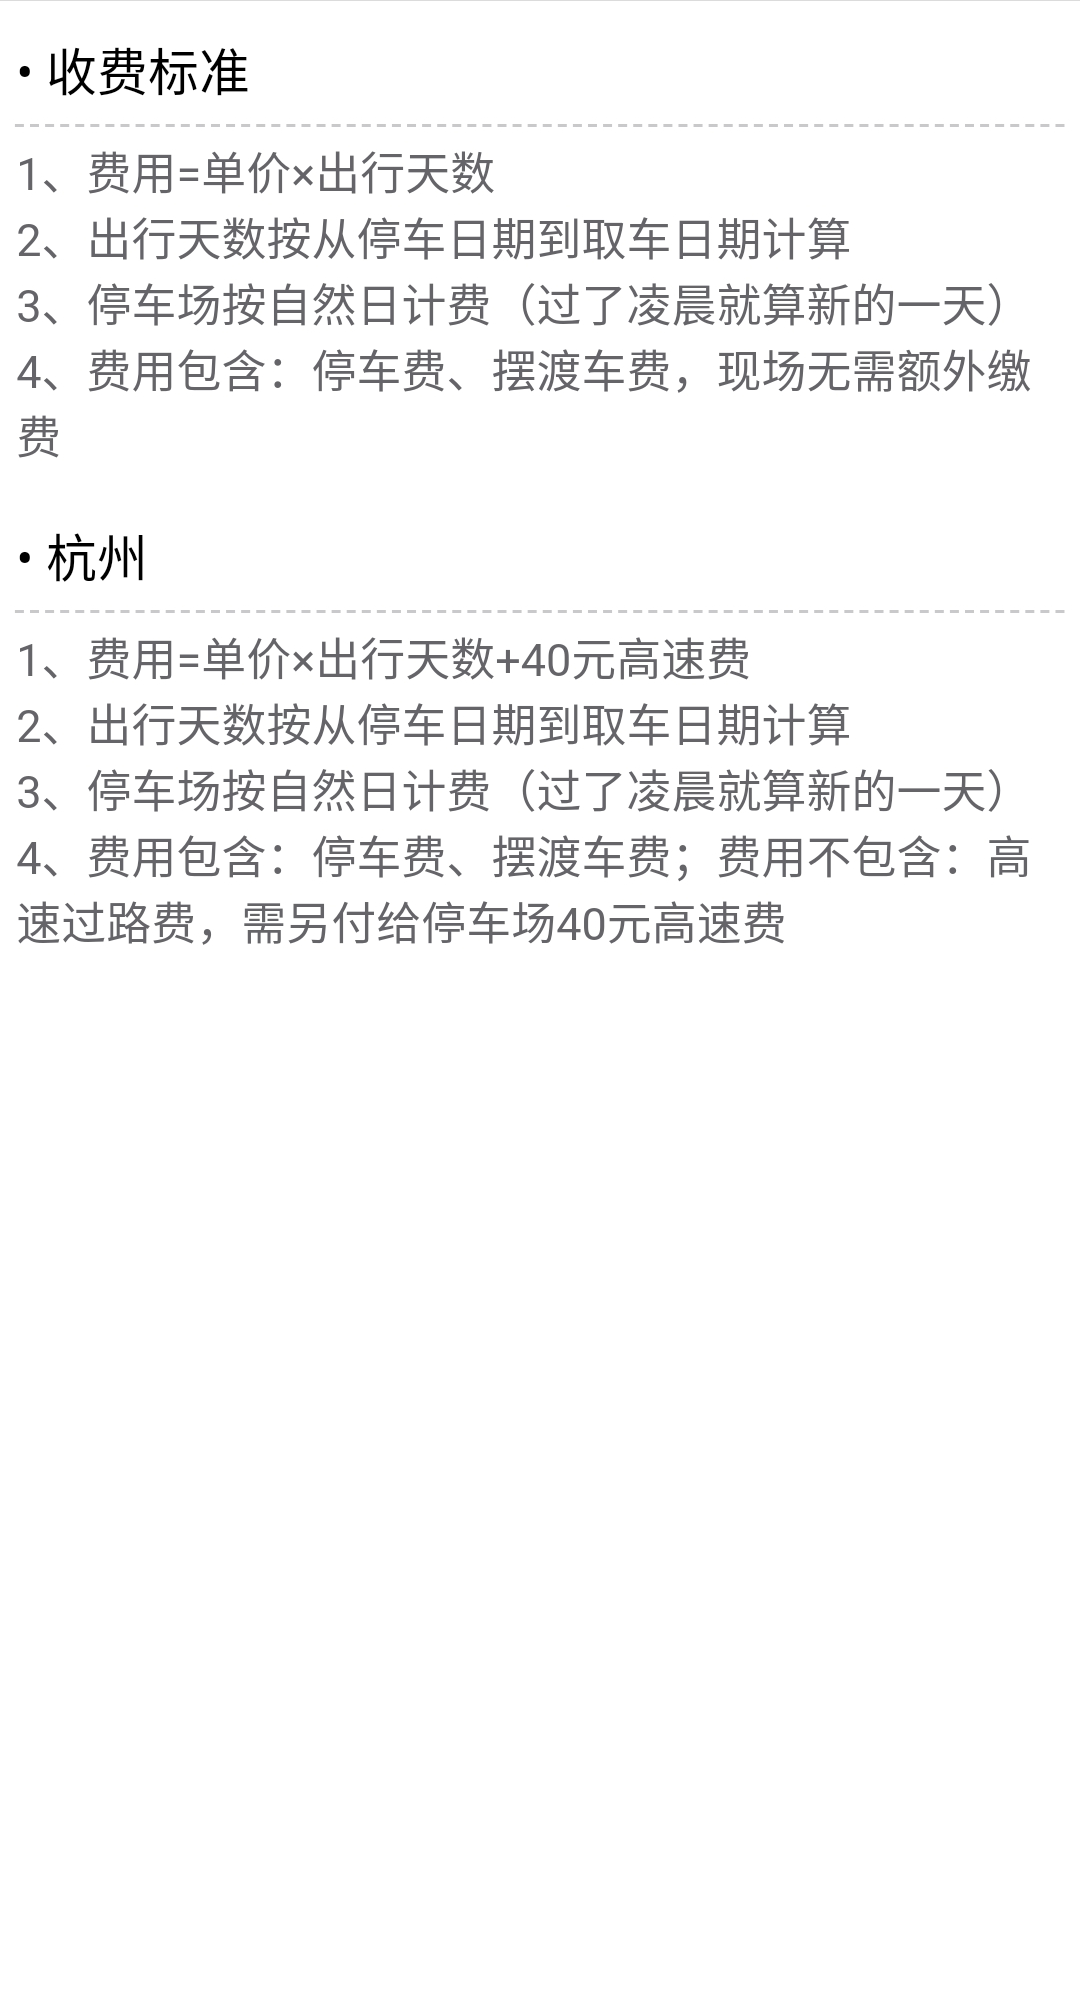 • 收费标准
1、费用=单价×出行天数
2、出行天数按从停车日期到取车日期计算
3、停车场按自然日计费（过了凌晨就算新的一天）
4、费用包含：停车费、摆渡车费，现场无需额外缴
费
• 杭州
1、费用=单价×出行天数+40元高速费
2、出行天数按从停车日期到取车日期计算
3、停车场按自然日计费（过了凌晨就算新的一天）
4、费用包含：停车费、摆渡车费；费用不包含：高
速过路费，需另付给停车场40元高速费